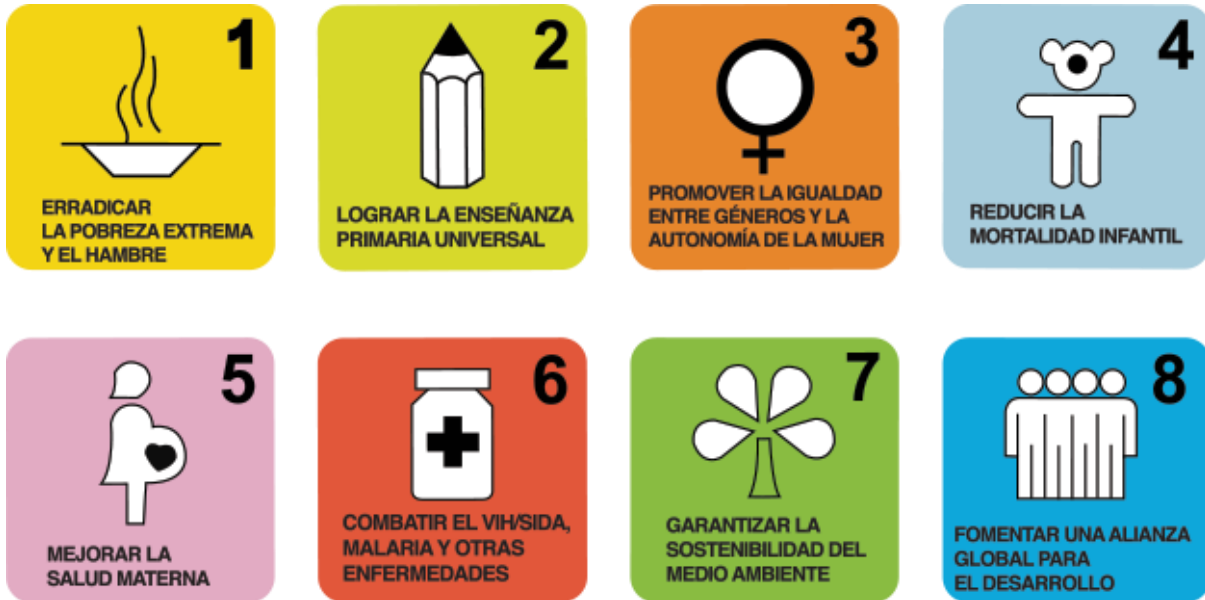 1
ERRADICAR
LA POBREZA EXTREMA
Y EL HAMBRE
2
LOGRAR LA ENSEÑANZA
PRIMARIA UNIVERSAL
3
PROMOVER LA IGUALDAD
ENTRE GÉNEROS Y LA
AUTONOMÍA DE LA MUJER
4
REDUCIR LA
MORTALIDAD INFANTIL
5
MEJORAR LA
SALUD MATERNA
6
COMBATIR EL VIH/SIDA,
MALARIA Y OTRAS
ENFERMEDADES
7
GARANTIZAR LA
SOSTENIBILIDAD DEL
MEDIO AMBIENTE
8
FOMENTAR UNA ALIANZA
GLOBAL PARA
EL DESARROLLO